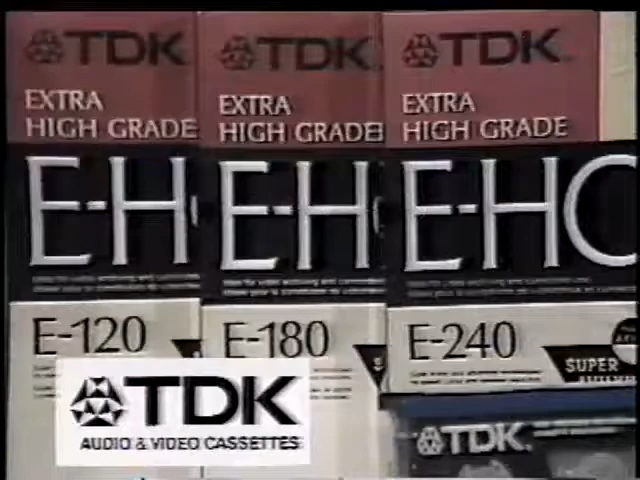 TDK
EXTRA
HIGH GRADE
E-H
E-120
TDK
EXTRA
HIGH GRADE
E-H
E-180
TDK
EXTRA
HIGH GRADE
E-HG
E-240
SUPER
TDK
AUDIO & VIDEO CASSETTES
TDK